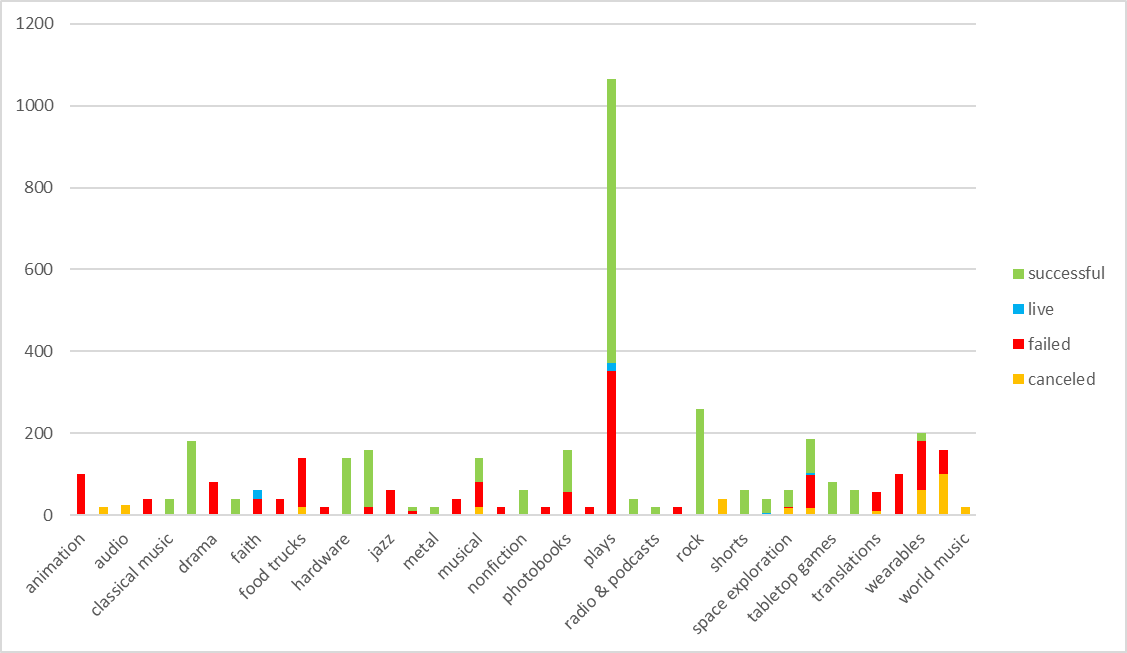 1200
1000
800
600
400
200
0
animation
audio
classical music
drama
faith
food trucks
hardware
jazz
metal
musical
nonfiction
photobooks
plays
radio & podcasts
rock
shorts
space exploration
tabletop games
translations
wearables
world music
successful
live
failed
canceled